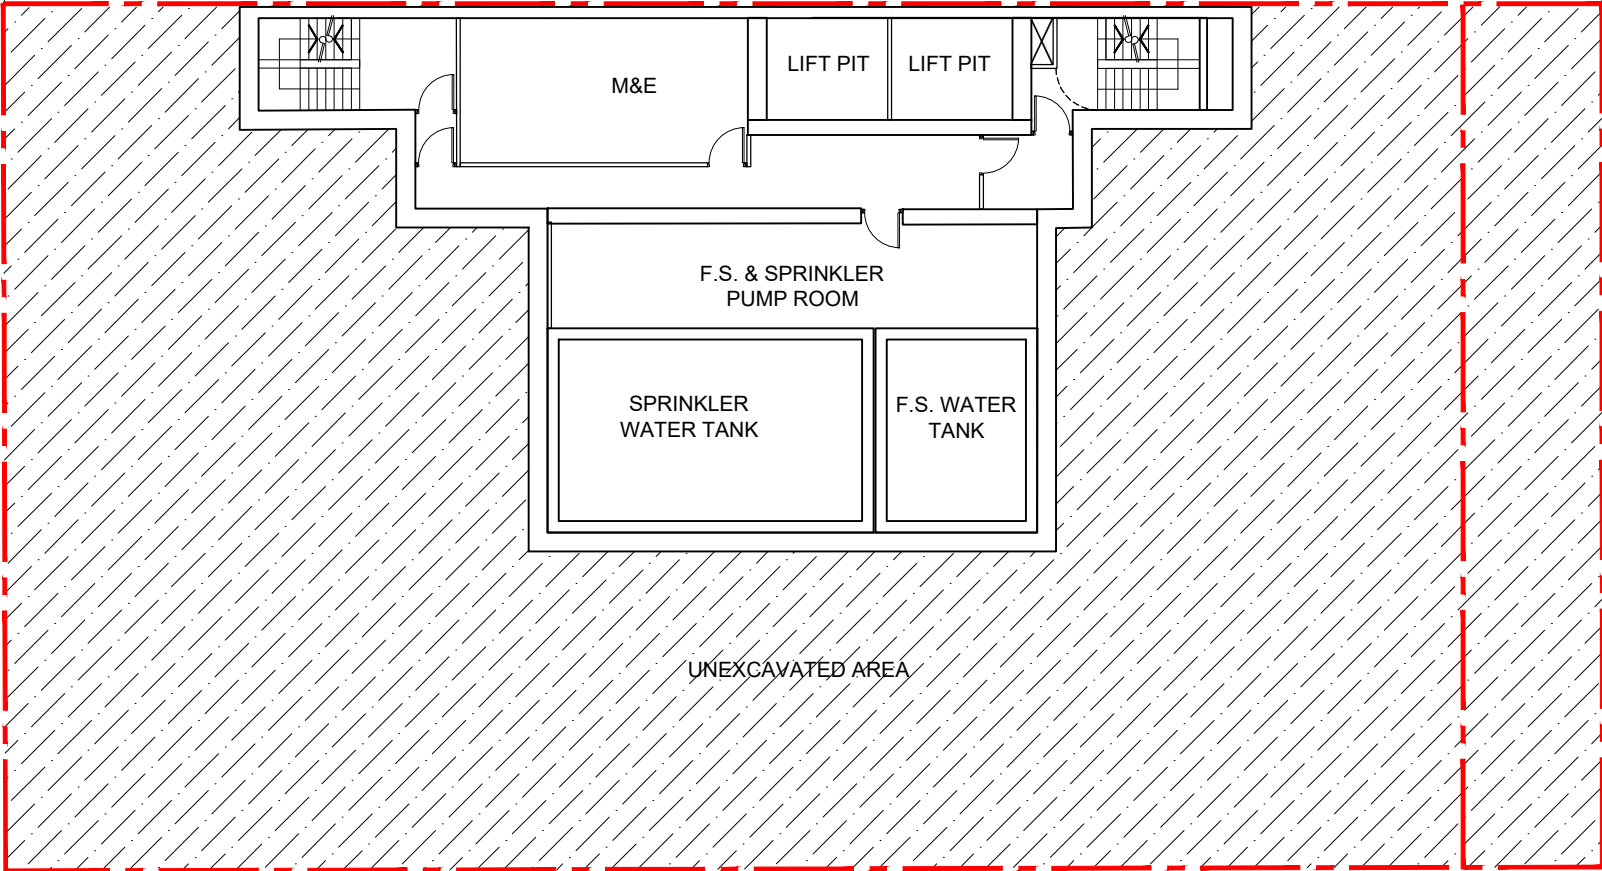 LIFT PIT
LIFT PIT
M&E
F.S. & SPRINKLER
PUMP ROOM
SPRINKLER
WATER TANK
F.S. WATER
TANK
UNEXCAVATED AREA